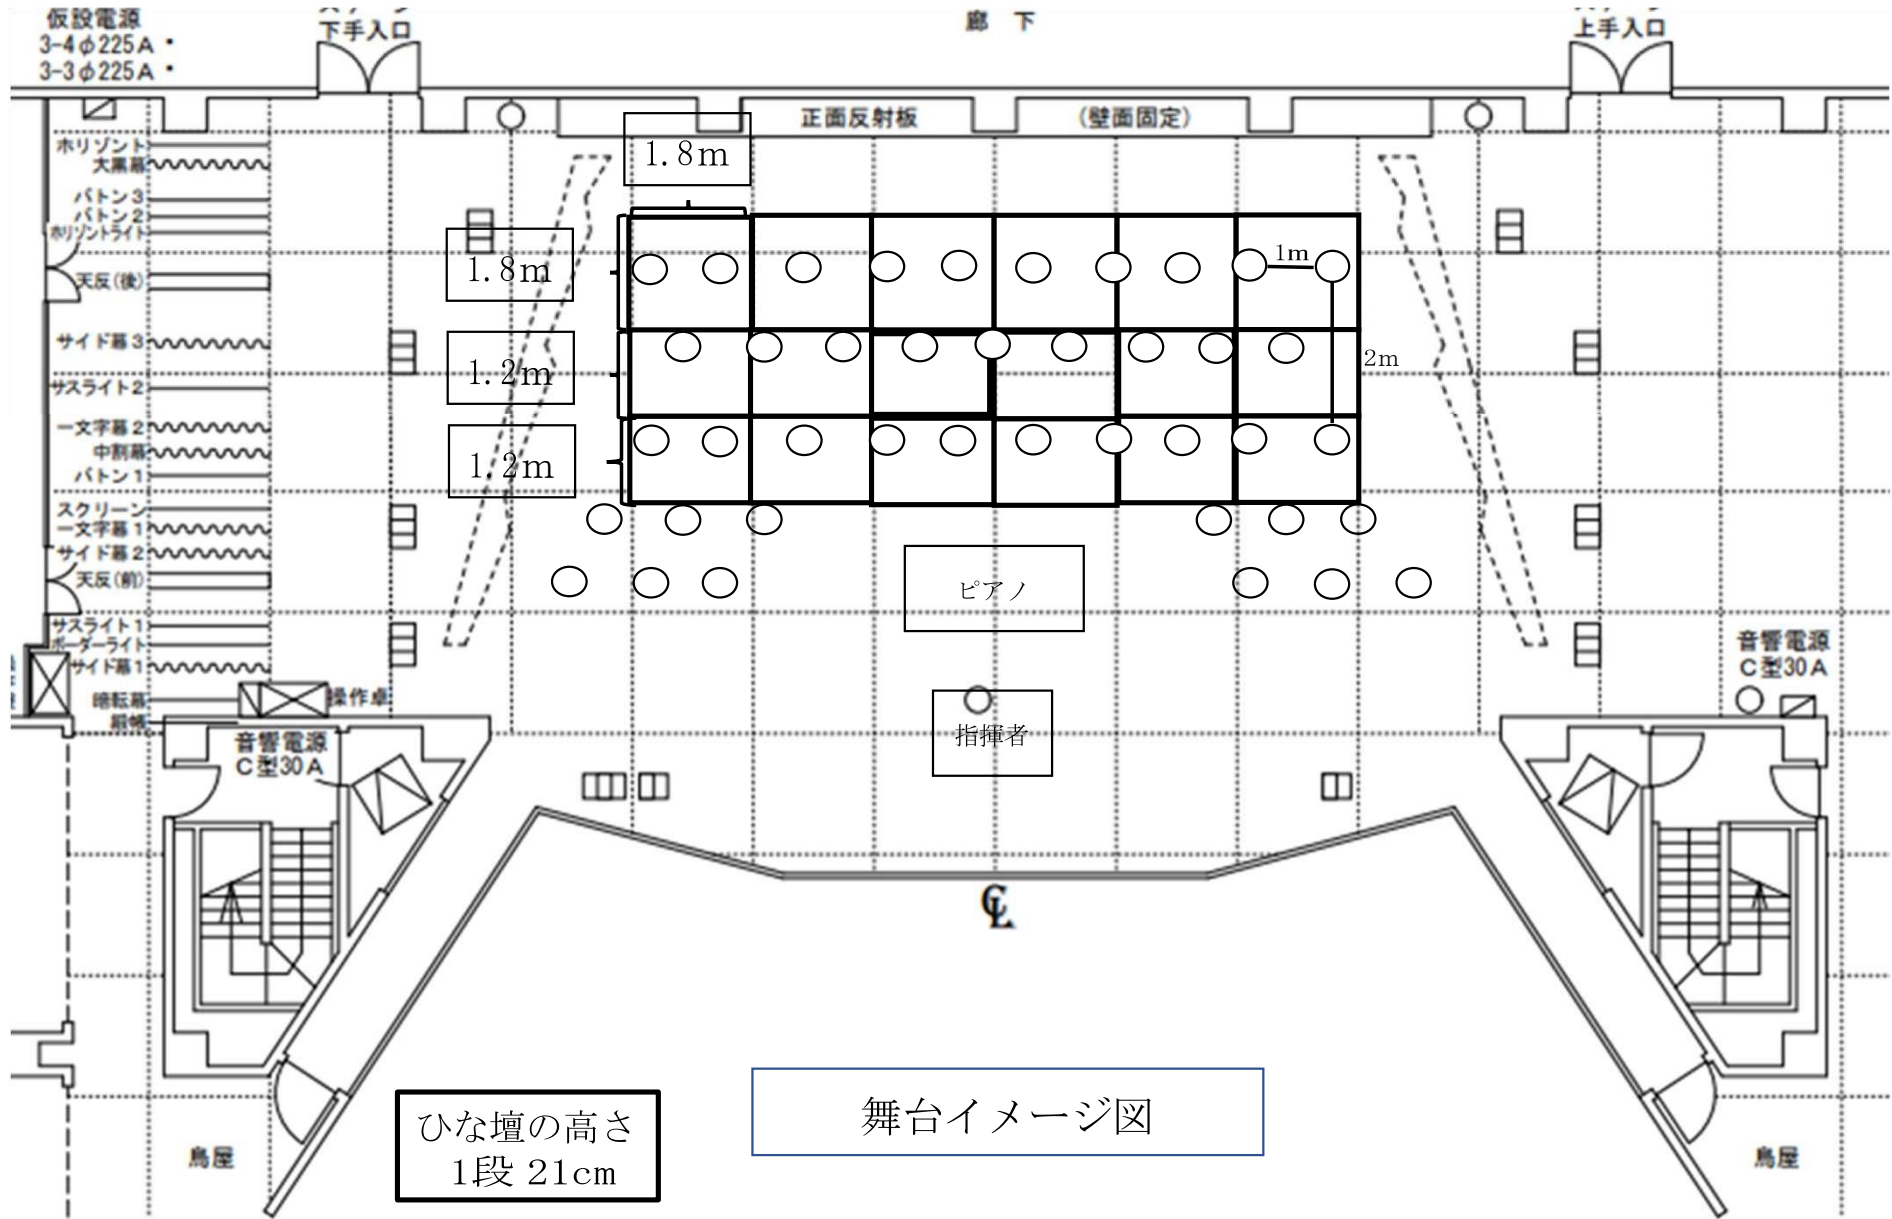 仮設電源
3-4φ225A
3-3φ225A
下手入口
廊 下
上手入口
正面反射板
(壁面固定)
ホリゾント
大黒幕
バトン3
バトン2
ホリゾントライト
天反(後)
サイド幕3
サスライト2
一文字幕2
中割幕
バトン1
スクリーン
一文字幕1
サイド幕2
天反(前)
サスライト1
ボーダーライト
サイド幕1
暗転幕
緞帳
操作卓
1.8m
1.8m
1.2m
1.2m
1m
2m
ピアノ
指揮者
音響電源
C型30A
音響電源
C型30A
℄
ひな壇の高さ
1段 21cm
舞台イメージ図
鳥屋
鳥屋